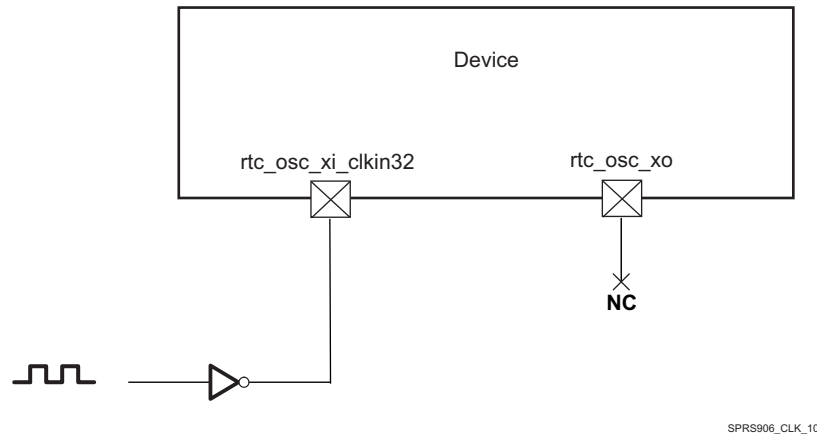 Device
rtc_osc_xi_clkin32
rtc_osc_xo
NC
SPRS906_CLK_10